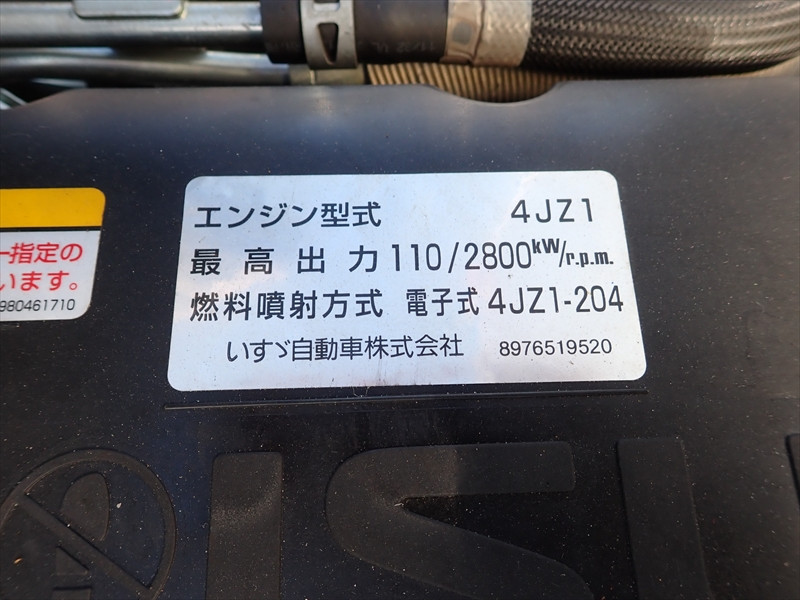 エンジン型式 4JZ1
最高出力 110/2800kW/r.p.m.
燃料噴射方式 電子式 4JZ1-204
いすゞ自動車株式会社 8976519520
指定の
います。
980461710
ISU